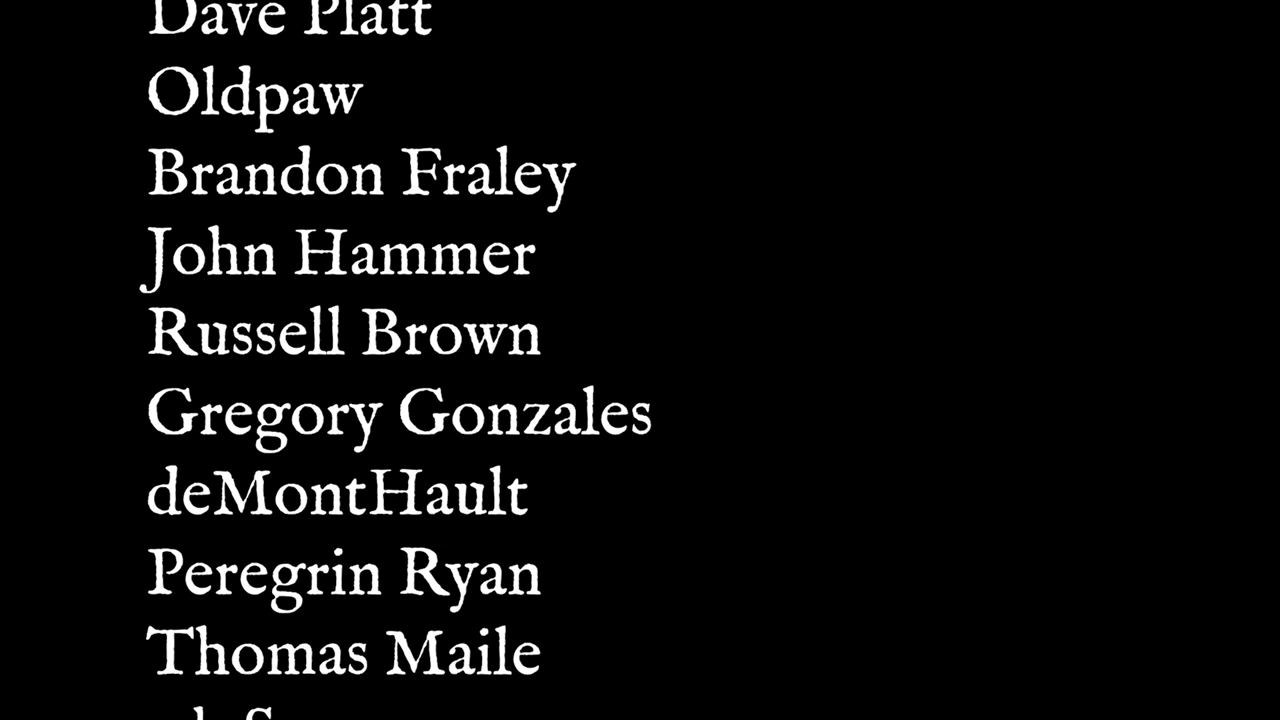 Dave Platt
Oldpaw
Brandon Fraley
John Hammer
Russell Brown
Gregory Gonzales
deMontHault
Peregrin Ryan
Thomas Maile